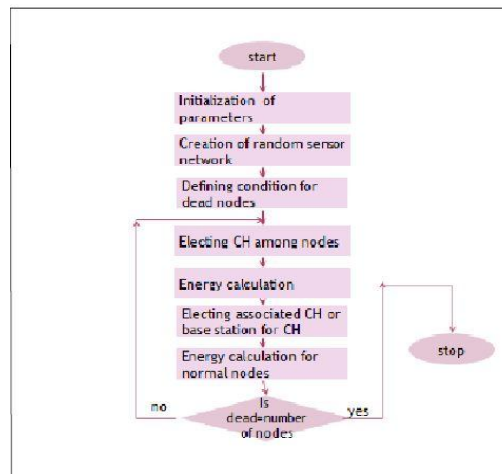 start
Initialization of
parameters
Creation of random sensor
network
Defining condition for
dead nodes
Electing CH among nodes
Energy calculation
Electing associated CH or
base station for CH
Energy calculation for
normal nodes
Is
dead=number
of nodes
no
yes
stop